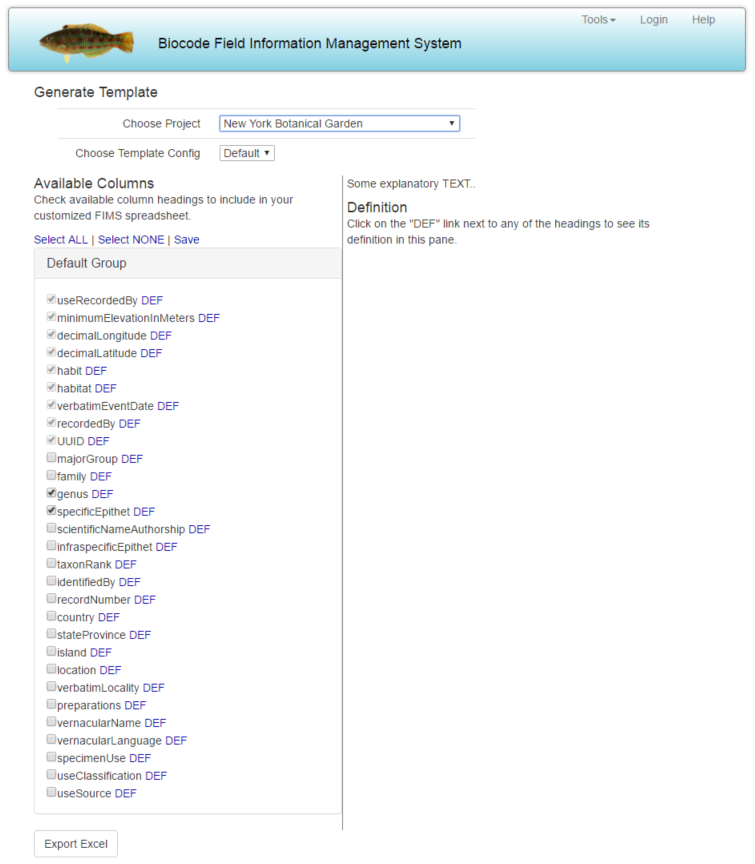 Tools Login Help
Biocode Field Information Management System
Generate Template
Choose Project New York Botanical Garden
Choose Template Config Default
Available Columns
Check available column headings to include in your
customized FIMS spreadsheet.
Select ALL | Select NONE | Save
Default Group
useRecordedBy DEF
minimumElevationInMeters DEF
decimalLongitude DEF
decimalLatitude DEF
habit DEF
habitat DEF
verbatimEventDate DEF
recordedBy DEF
UUID DEF
majorGroup DEF
family DEF
genus DEF
specificEpithet DEF
scientificNameAuthorship DEF
infraspecificEpithet DEF
taxonRank DEF
identifiedBy DEF
recordNumber DEF
country DEF
stateProvince DEF
island DEF
location DEF
verbatimLocality DEF
preparations DEF
vernacularName DEF
vernacularLanguage DEF
specimenUse DEF
useClassification DEF
useSource DEF
Export Excel
Some explanatory TEXT..
Definition
Click on the "DEF" link next to any of the headings to see its
definition in this pane.